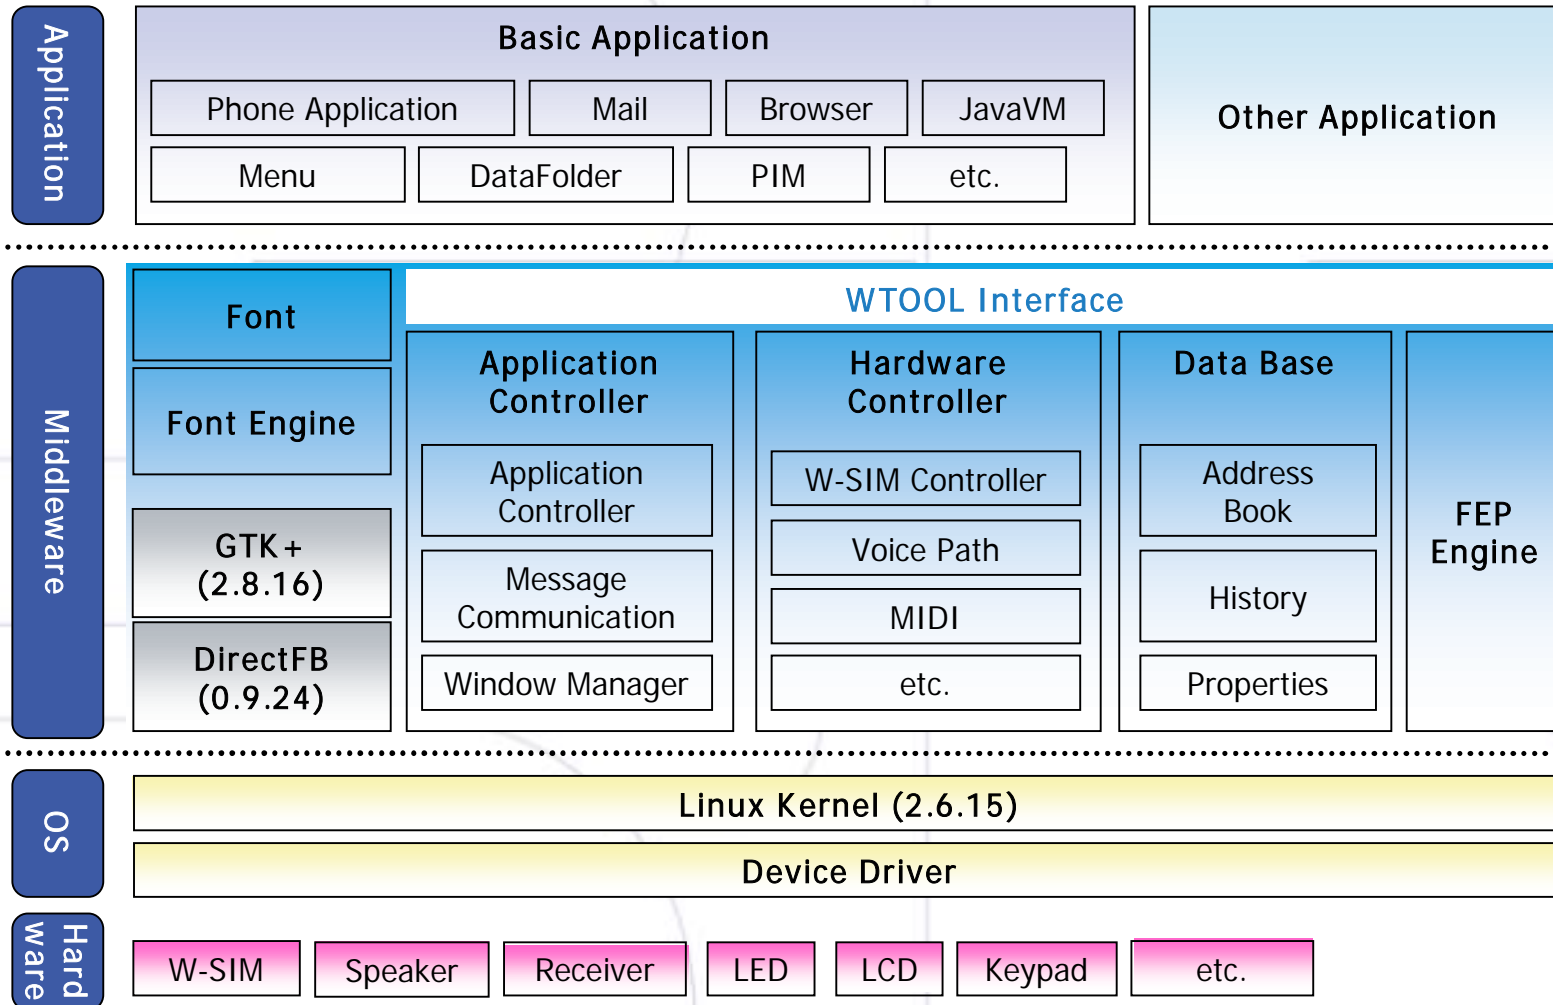 Application
Basic Application
Phone Application
Mail
Browser
JavaVM
Menu
DataFolder
PIM
etc.
Other Application
Middleware
Font
Font Engine
GTK+
(2.8.16)
DirectFB
(0.9.24)
WTOOL Interface
Application
Controller
Application
Controller
Message
Communication
Window Manager
Hardware
Controller
W-SIM Controller
Voice Path
MIDI
etc.
Data Base
Address
Book
History
Properties
FEP
Engine
OS
Linux Kernel (2.6.15)
Device Driver
Hard
ware
W-SIM
Speaker
Receiver
LED
LCD
Keypad
etc.